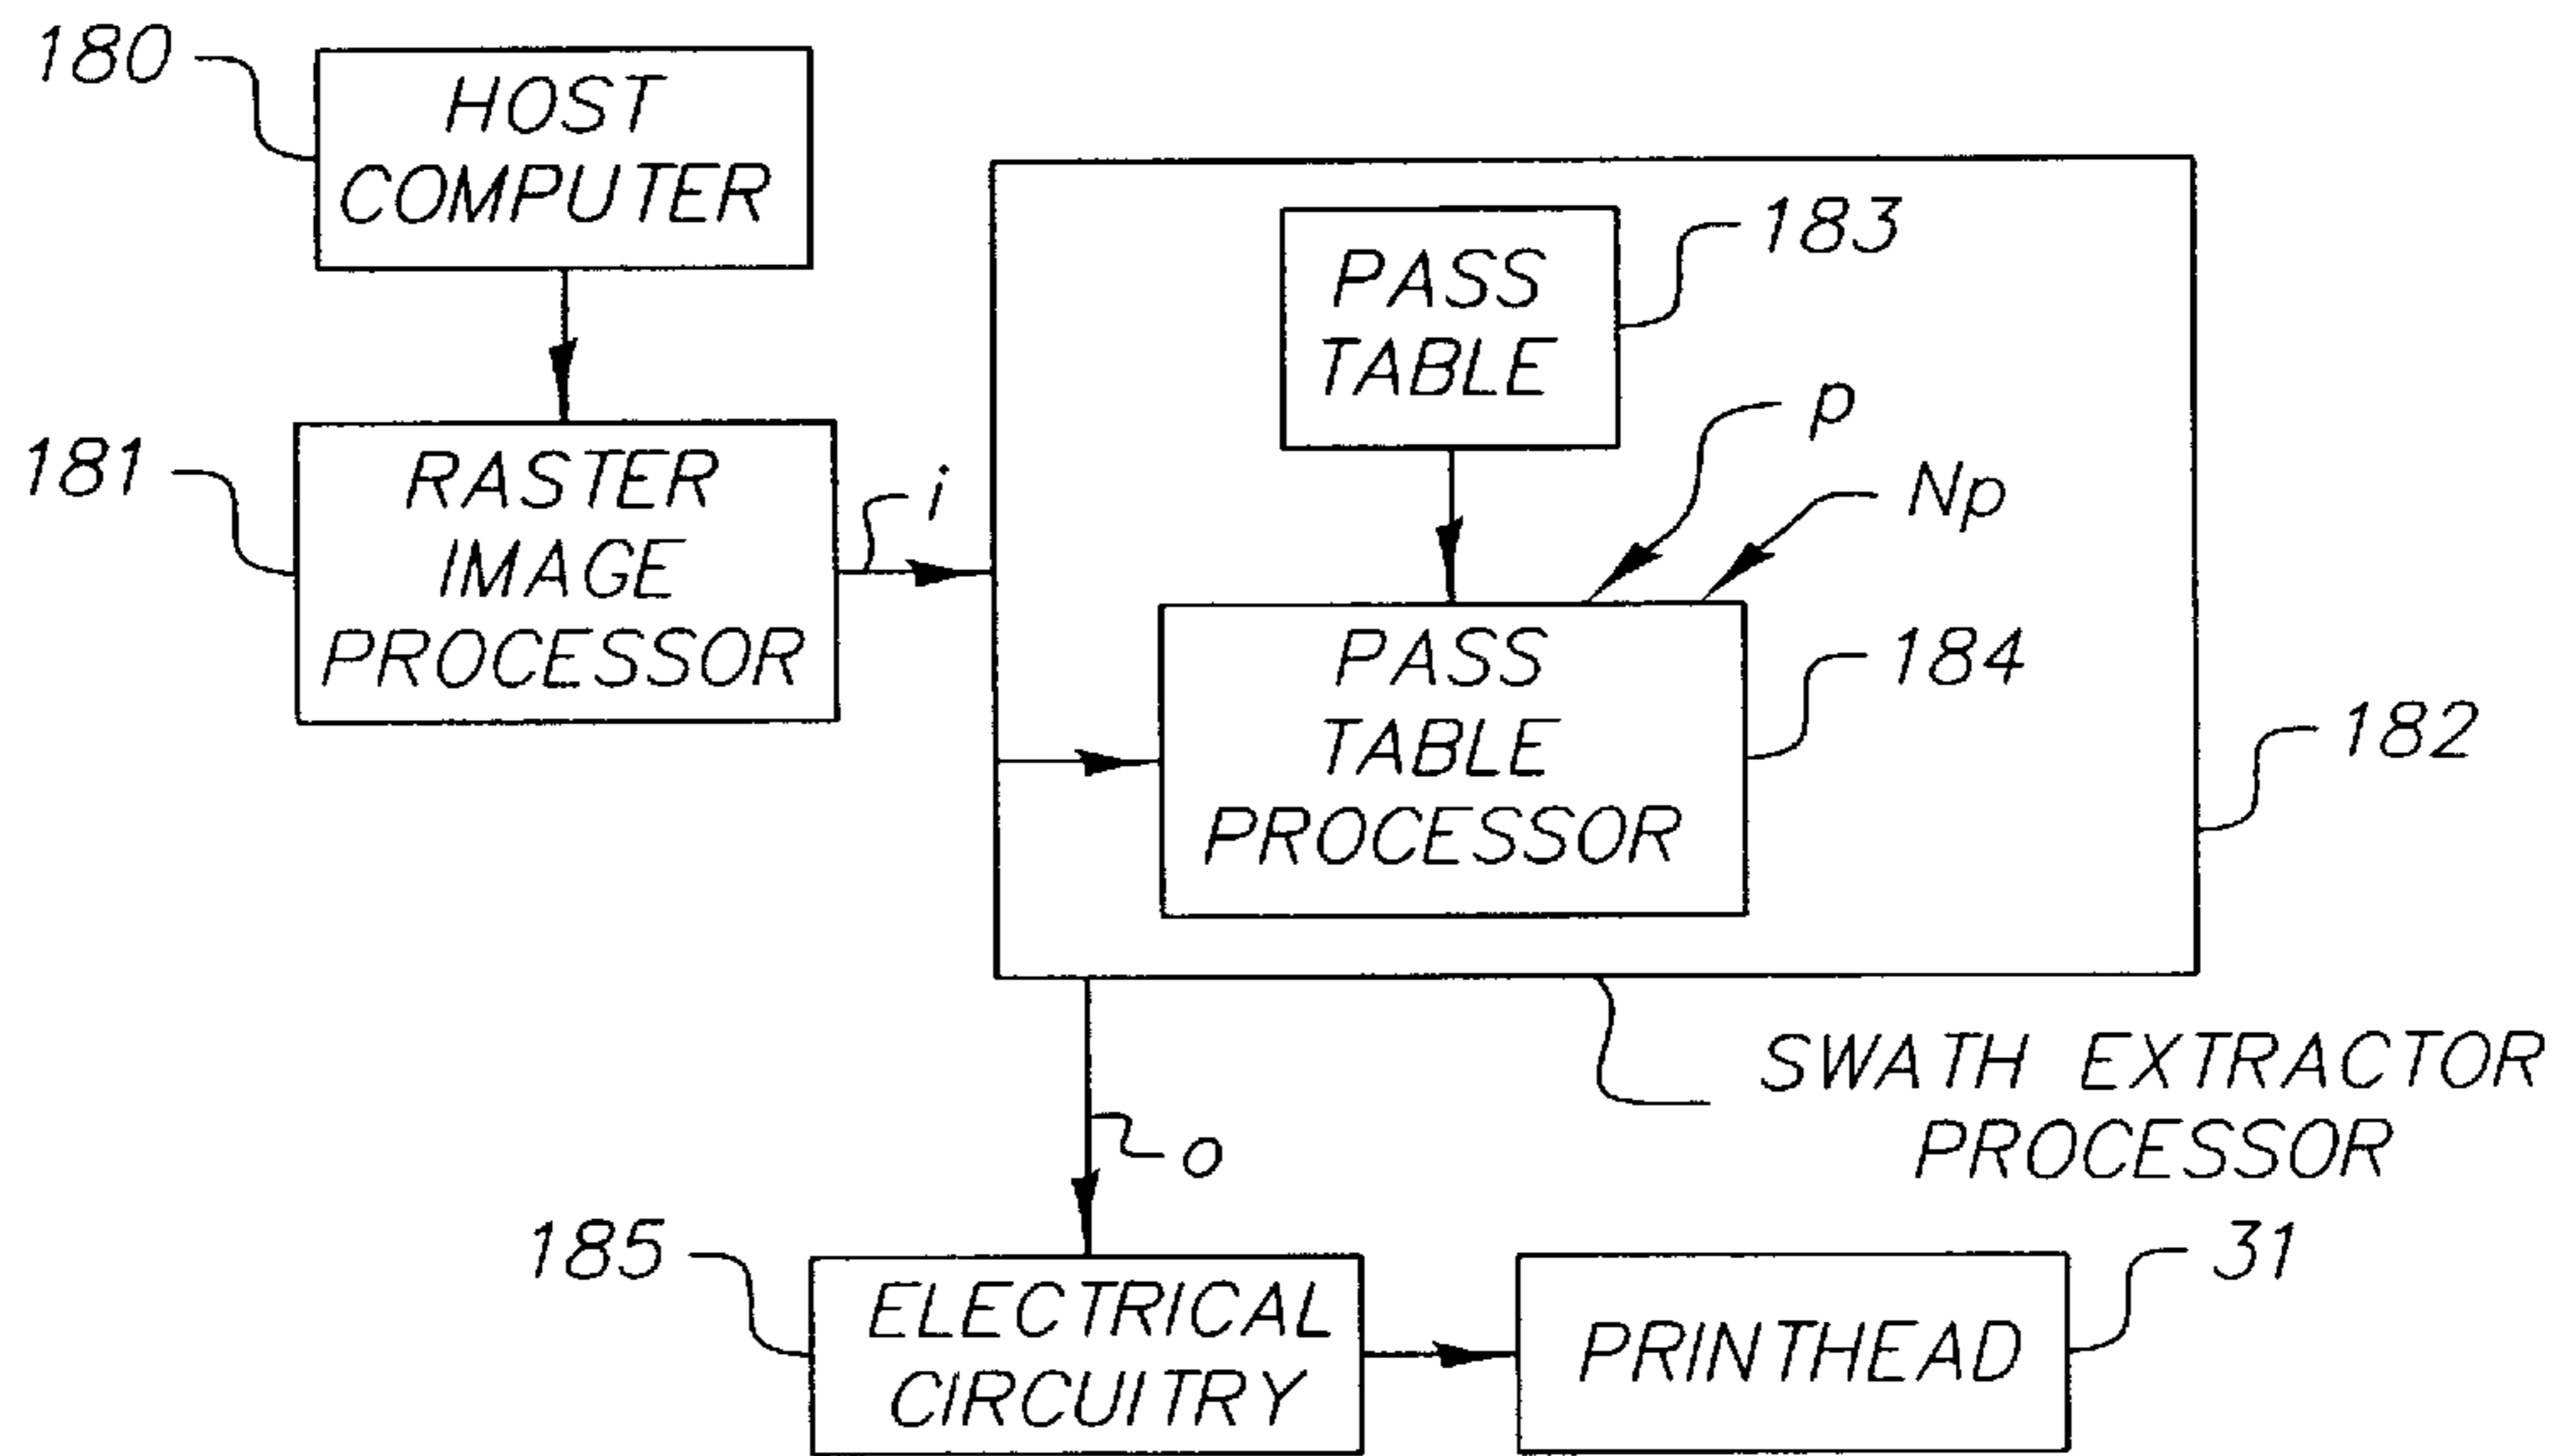 180
HOST
COMPUTER
181
RASTER
IMAGE
PROCESSOR
i
PASS
TABLE
183
p
Np
PASS
TABLE
PROCESSOR
184
182
SWATH EXTRACTOR
PROCESSOR
o
185
ELECTRICAL
CIRCUITRY
PRINTHEAD
31